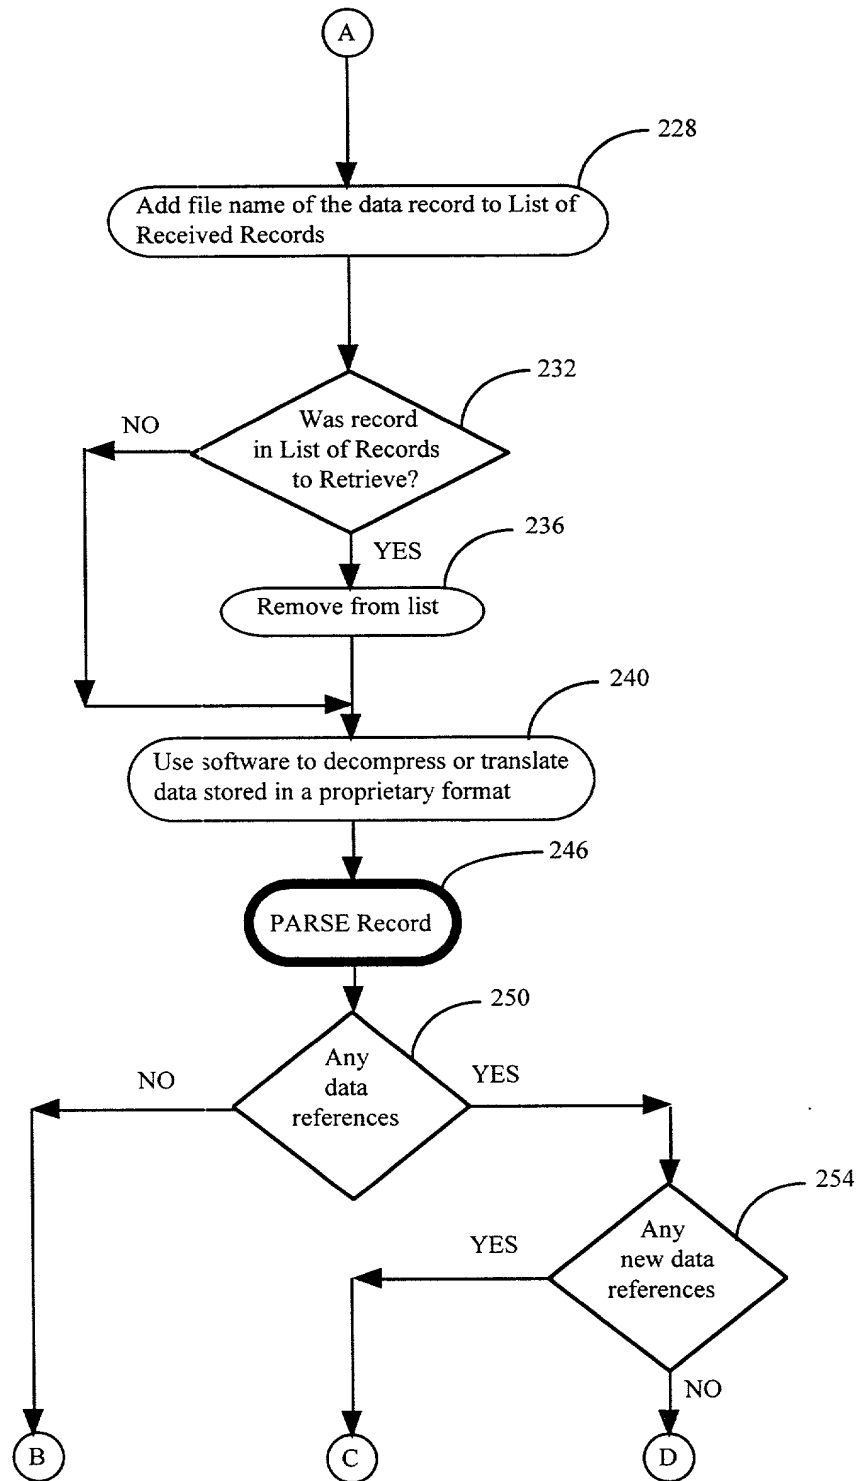 A
228
Add file name of the data record to List of
Received Records
232
NO
Was record
in List of Records
to Retrieve?
236
YES
Remove from list
240
Use software to decompress or translate
data stored in a proprietary format
246
PARSE Record
250
NO
Any
data
references
YES
254
YES
Any
new data
references
NO
B
C
D